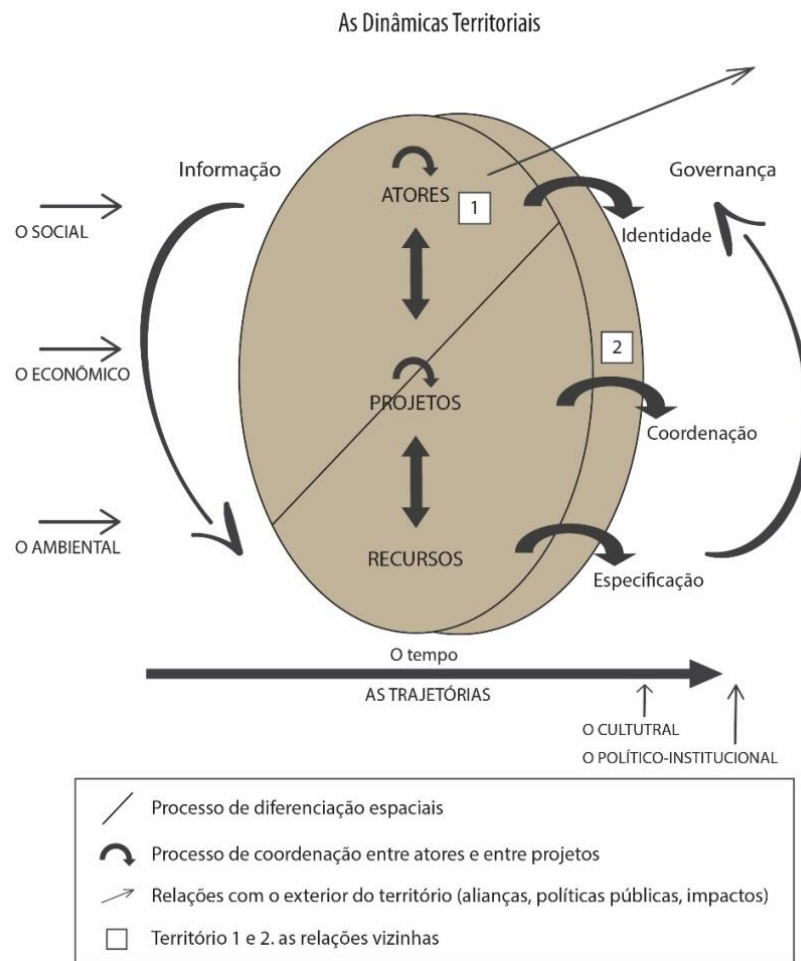 As Dinâmicas Territoriais
Informação
Governança
ATORES
1
O SOCIAL
Identidade
2
O ECONÔMICO
PROJETOS
Coordenação
O AMBIENTAL
RECURSOS
Especificação
O tempo
AS TRAJETÓRIAS
O CULTUTRAL
O POLÍTICO-INSTITUCIONAL
Processo de diferenciação espaciais
Processo de coordenação entre atores e entre projetos
Relações com o exterior do território (alianças, políticas públicas, impactos)
Território 1 e 2. as relações vizinhas